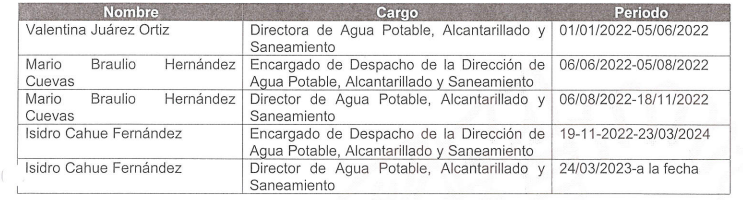 Nombre Cargo Periodo
Valentina Juárez Ortiz Directora de Agua Potable, Alcantarillado y 01/01/2022-05/06/2022
Saneamiento
Mario Braulio Hernández Encargado de Despacho de la Dirección de 06/06/2022-05/08/2022
Cuevas Agua Potable, Alcantarillado y Saneamiento
Mario Braulio Hernández Director de Agua Potable, Alcantarillado y 06/08/2022-18/11/2022
Cuevas Saneamiento
Isidro Cahue Fernández Encargado de Despacho de la Dirección de 19-11-2022-23/03/2024
Agua Potable, Alcantarillado y Saneamiento
Isidro Cahue Fernández Director de Agua Potable, Alcantarillado y 24/03/2023-a la fecha
Saneamiento